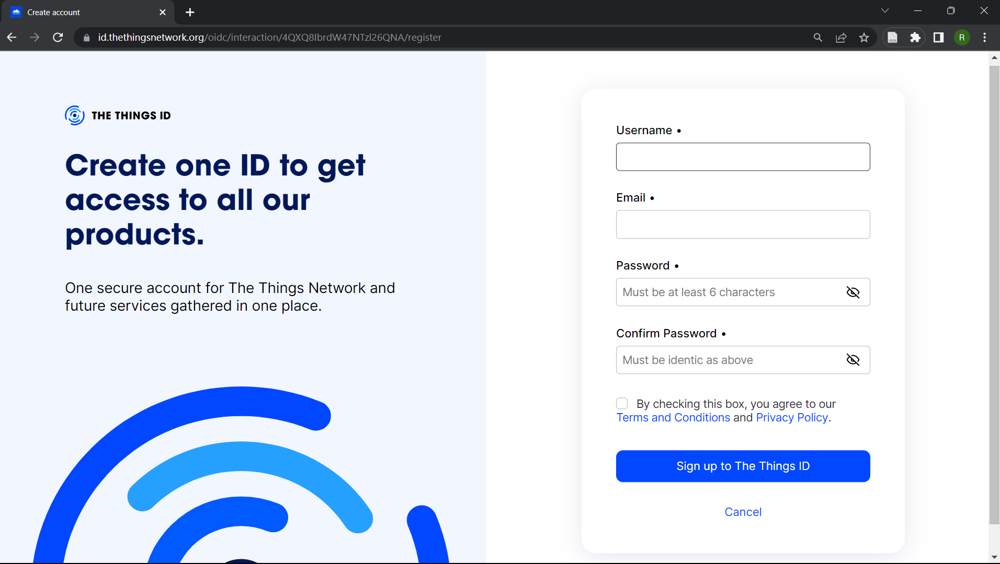 Create account
id.thethingsnetwork.org/oidc/interaction/4QXQ8lbrdW47NTzl26QNA/register
R
THE THINGS ID
Create one ID to get
access to all our
products.
One secure account for The Things Network and
future services gathered in one place.
Username •
Email •
Password •
Must be at least 6 characters
Confirm Password •
Must be identic as above
By checking this box, you agree to our
Terms and Conditions and Privacy Policy.
Sign up to The Things ID
Cancel